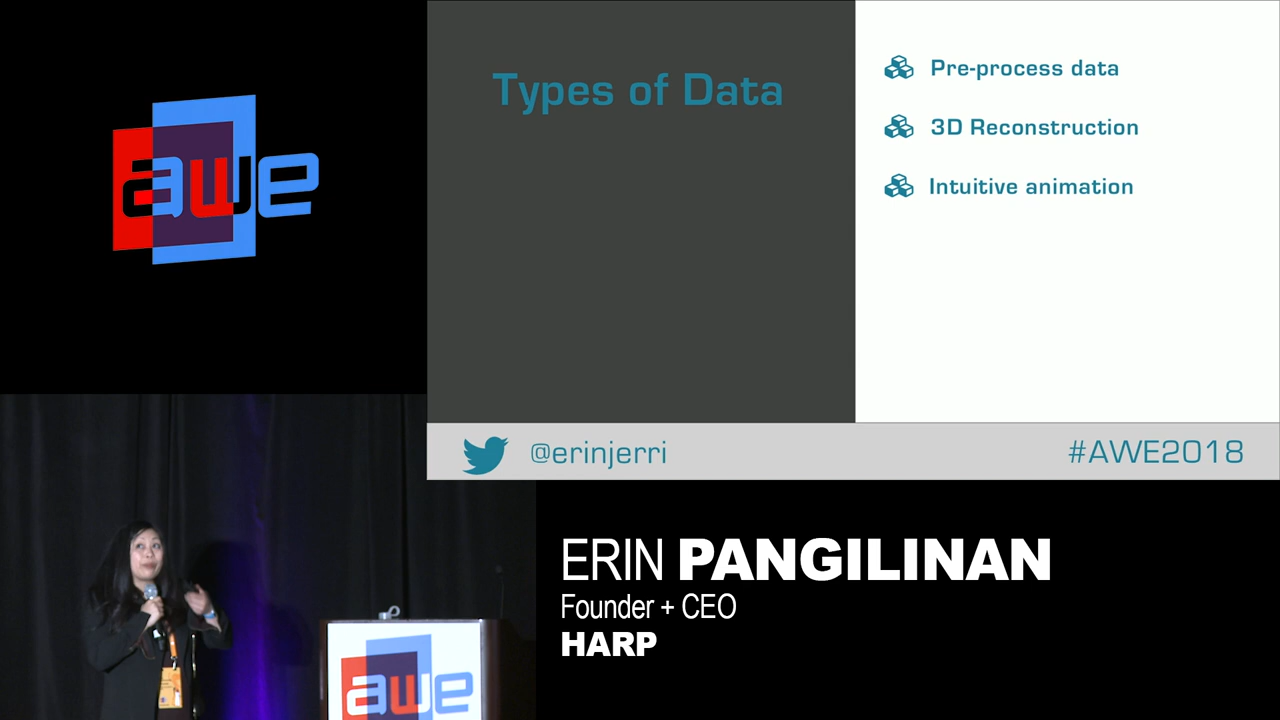 awe
Types of Data
Pre-process data
3D Reconstruction
Intuitive animation
@erinjerri
#AWE2018
ERIN PANGILINAN
Founder + CEO
HARP
awe